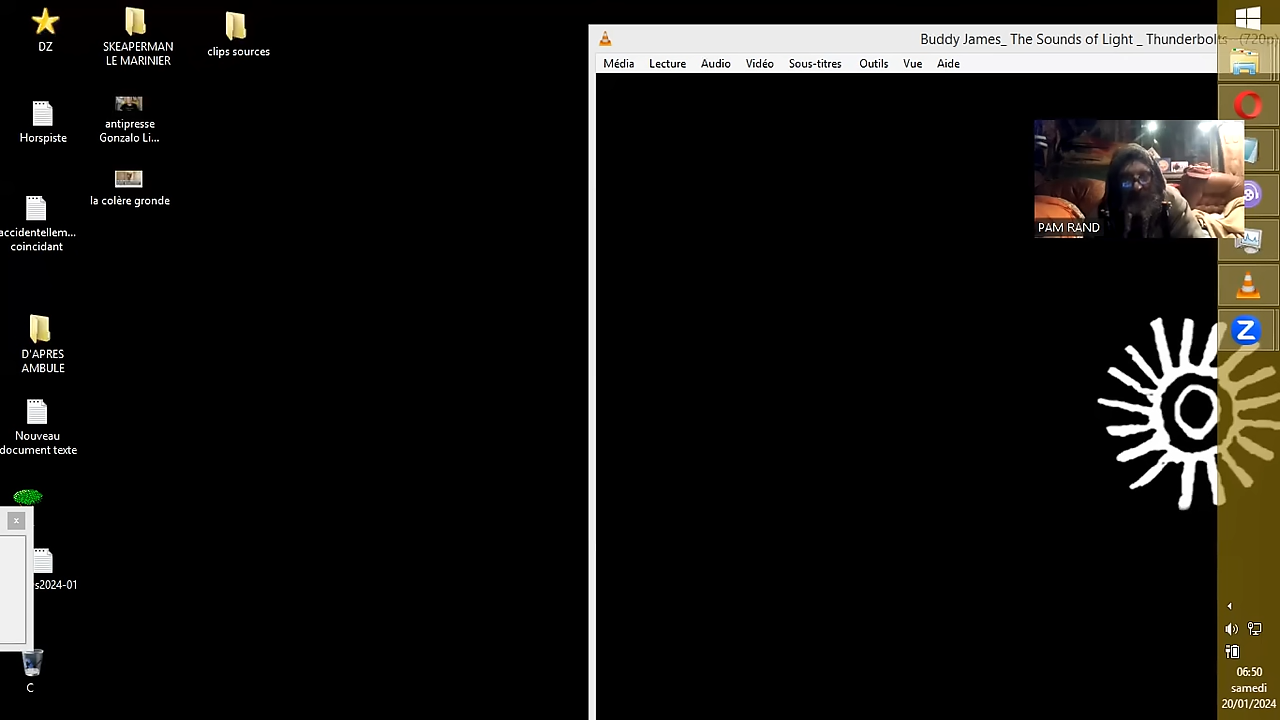 DZ
SKEAPERMAN
LE MARINIER
clips sources
Horspiste
antipresse
Gonzalo Li...
la colère gronde
accidentellem...
coincidant
D'APRES
AMBULE
Nouveau
document texte
x
s2024-01
C
Buddy James_ The Sounds of Light _ Thunderbolts (720p)
Média Lecture Audio Vidéo Sous-titres Outils Vue Aide
PAM RAND
Z
06:50
samedi
20/01/2024